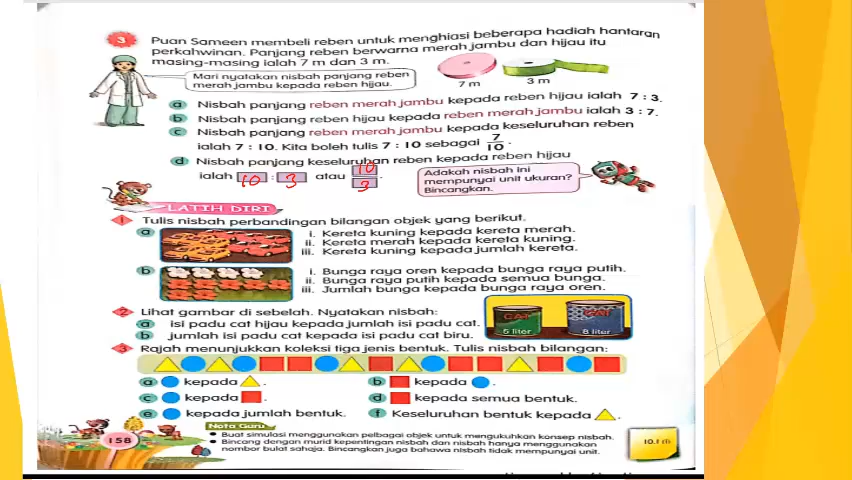 3 Puan Sameen membeli reben untuk menghiasi beberapa hadiah hantaran
perkahwinan. Panjang reben berwarna merah jambu dan hijau itu
masing-masing ialah 7 m dan 3 m.
Mari nyatakan nisbah panjang reben
merah jambu kepada reben hijau.
7 m 3 m
a Nisbah panjang reben merah jambu kepada reben hijau ialah 7 : 3.
b Nisbah panjang reben hijau kepada reben merah jambu ialah 3 : 7.
c Nisbah panjang reben merah jambu kepada keseluruhan reben
ialah 7 : 10. Kita boleh tulis 7 : 10 sebagai 7/10.
d Nisbah panjang keseluruhan reben kepada reben hijau
ialah 10 : 3 atau 10/3.
Adakah nisbah ini
mempunyai unit ukuran?
Bincangkan.
LATIH DIRI
1 Tulis nisbah perbandingan bilangan objek yang berikut.
a i. Kereta kuning kepada kereta merah.
ii. Kereta merah kepada kereta kuning.
iii. Kereta kuning kepada jumlah kereta.
b i. Bunga raya oren kepada bunga raya putih.
ii. Bunga raya putih kepada semua bunga.
iii. Jumlah bunga kepada bunga raya oren.
2 Lihat gambar di sebelah. Nyatakan nisbah:
a isi padu cat hijau kepada jumlah isi padu cat.
b jumlah isi padu cat kepada isi padu cat biru.
CAT CAT
5 liter 8 liter
3 Rajah menunjukkan koleksi tiga jenis bentuk. Tulis nisbah bilangan:
a kepada .
b kepada .
c kepada .
d kepada semua bentuk.
e kepada jumlah bentuk.
f Keseluruhan bentuk kepada .
Nota Guru
• Buat simulasi menggunakan pelbagai objek untuk mengukuhkan konsep nisbah.
• Bincang dengan murid kepentingan nisbah dan nisbah hanya menggunakan
nombor bulat sahaja. Bincangkan juga bahawa nisbah tidak mempunyai unit.
158